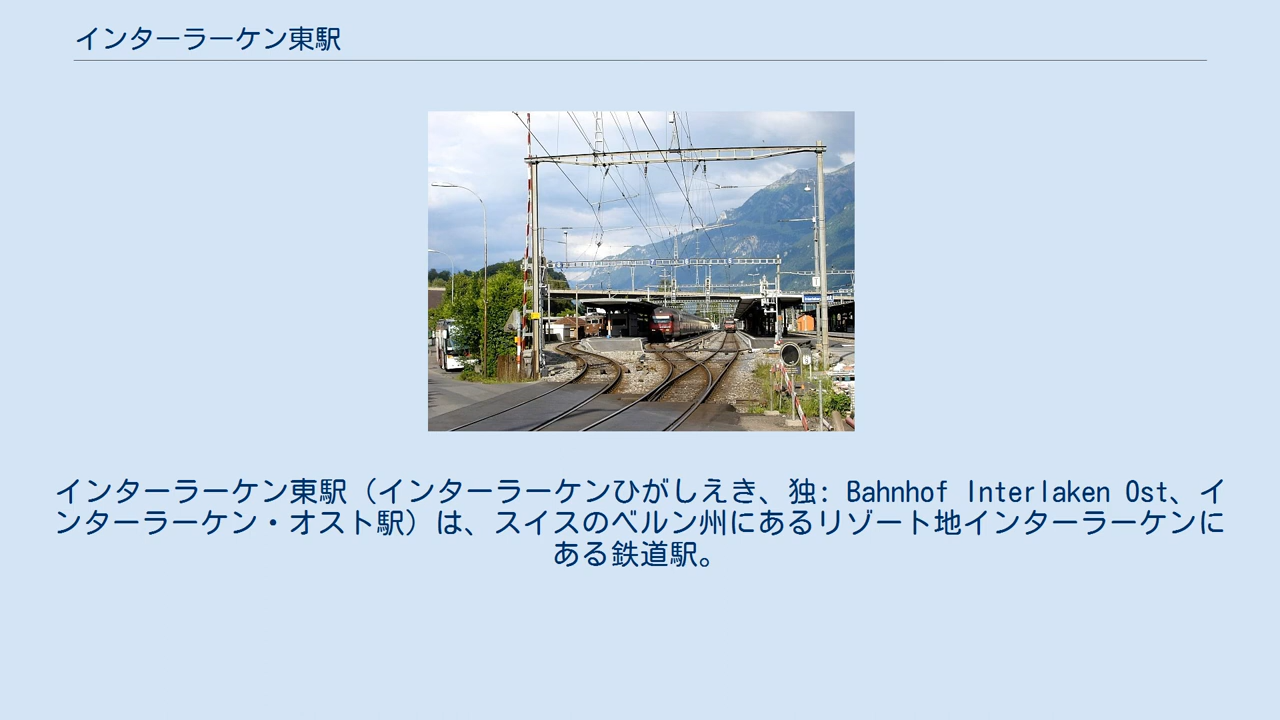 インターラーケン東駅
インターラーケン東駅（インターラーケンひがしえき、独: Bahnhof Interlaken Ost、イ
ンターラーケン・オスト駅）は、スイスのベルン州にあるリゾート地インターラーケンに
ある鉄道駅。